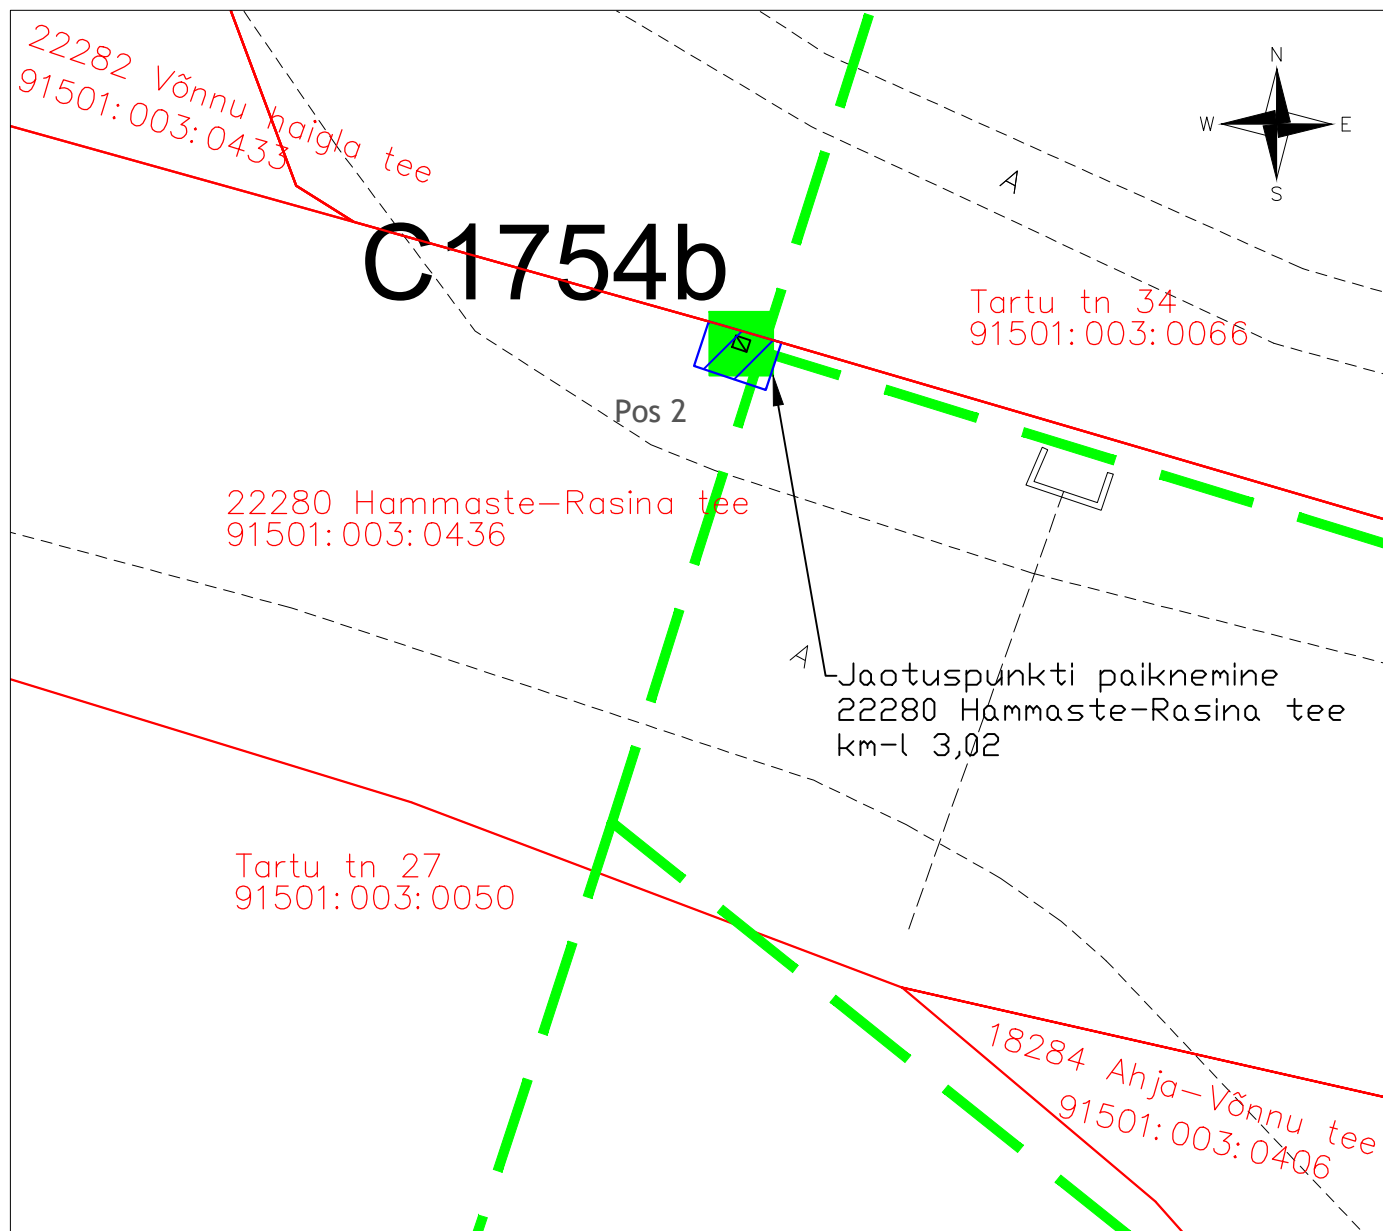 22282 Võnnu haigla tee
91501:003:0433
N
W
E
S
A
C1754b
Tartu tn 34
91501:003:0066
Pos 2
22280 Hammaste-Rasina tee
91501:003:0436
A
Jaotuspunkti paiknemine
22280 Hammaste-Rasina tee
km-l 3,02
Tartu tn 27
91501:003:0050
18284 Ahja-Võnnu tee
91501:003:0406